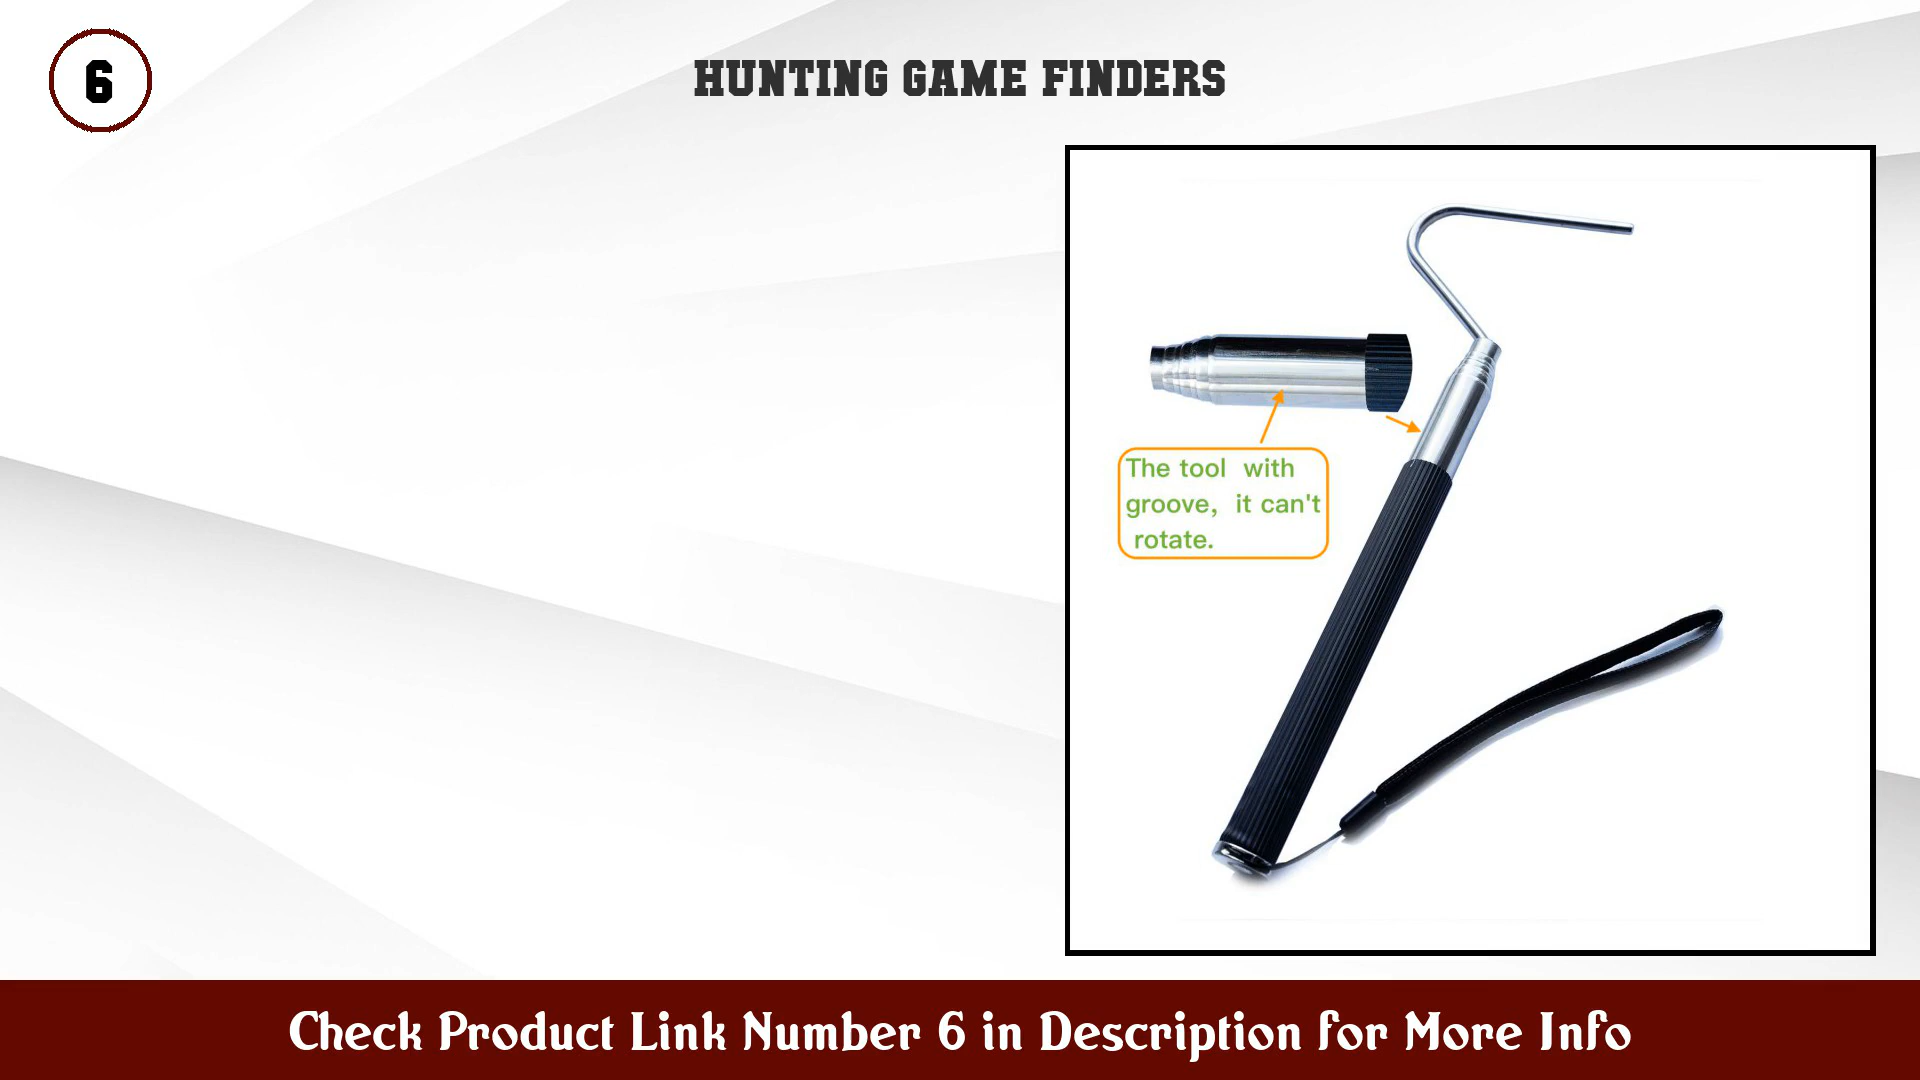 6
HUNTING GAME FINDERS
The tool with
groove, it can't
rotate.
Check Product Link Number 6 in Description for More Info